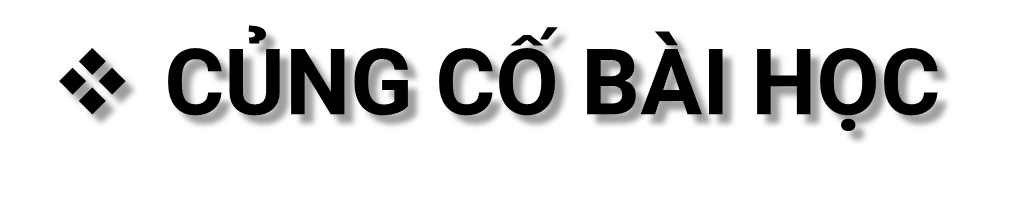 ❖ CỦNG CỐ BÀI HỌC